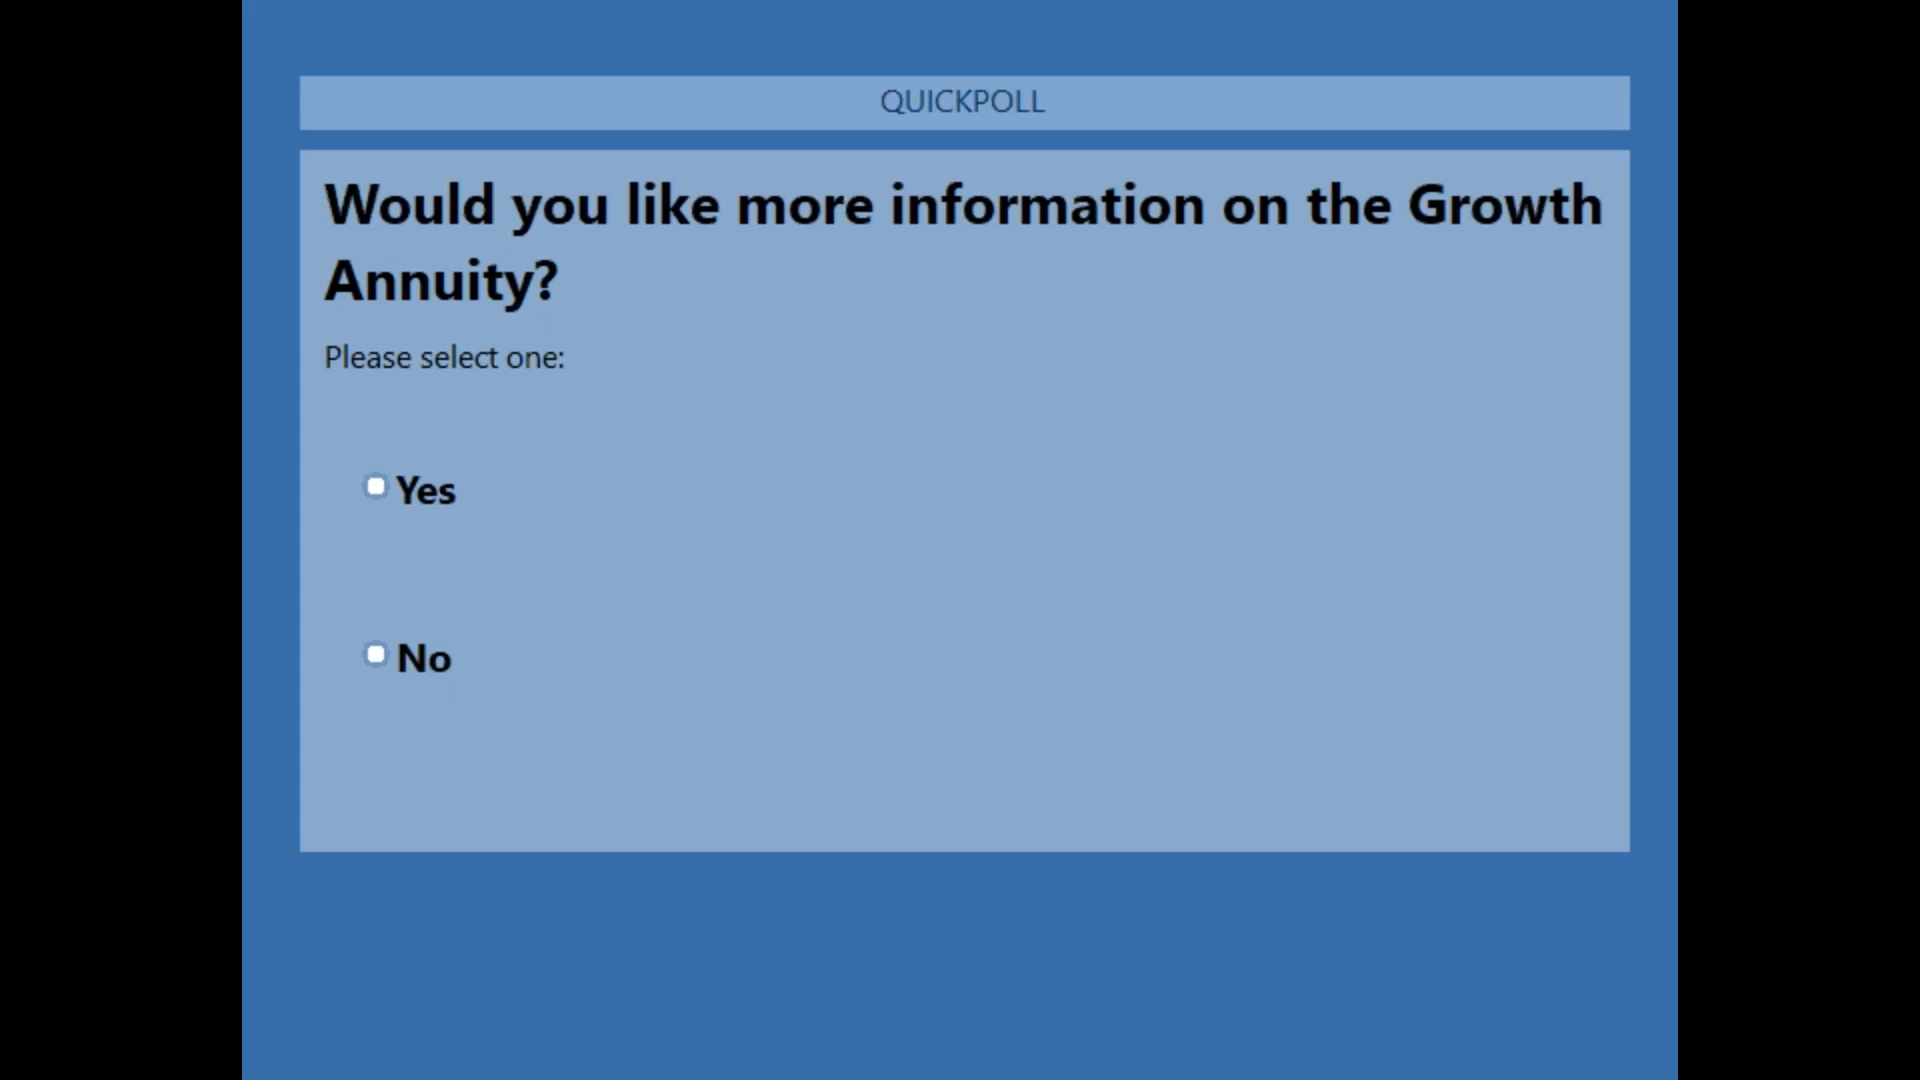 QUICKPOLL
Would you like more information on the Growth
Annuity?
Please select one:
Yes
No